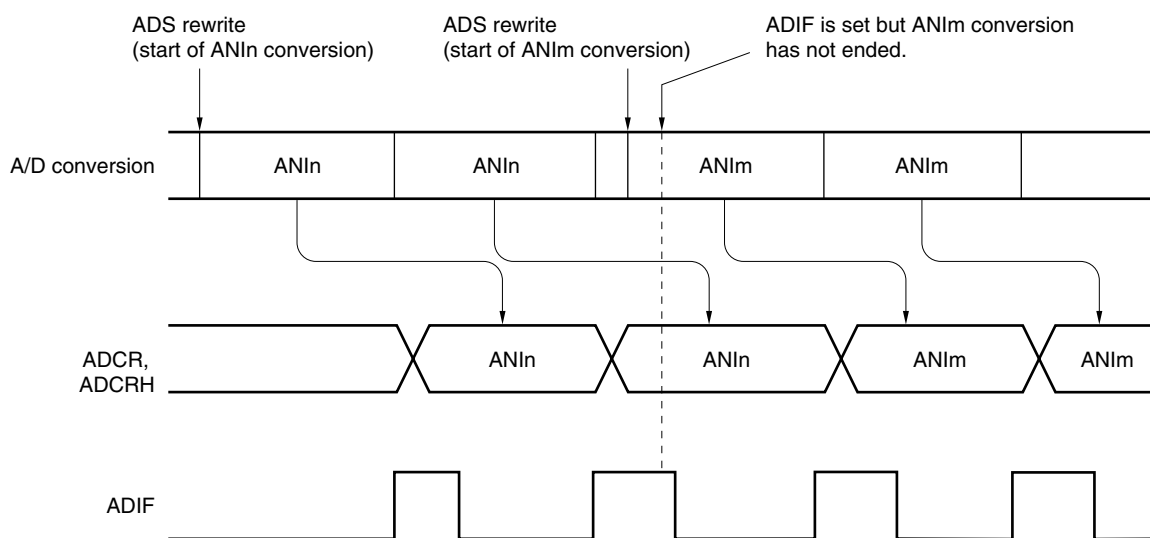 ADS rewrite
(start of ANIn conversion)
ADS rewrite
(start of ANIm conversion)
ADIF is set but ANIm conversion
has not ended.
A/D conversion
ANIn
ANIn
ANIm
ANIm
ADCR,
ADCRH
ANIn
ANIn
ANIm
ANIm
ADIF